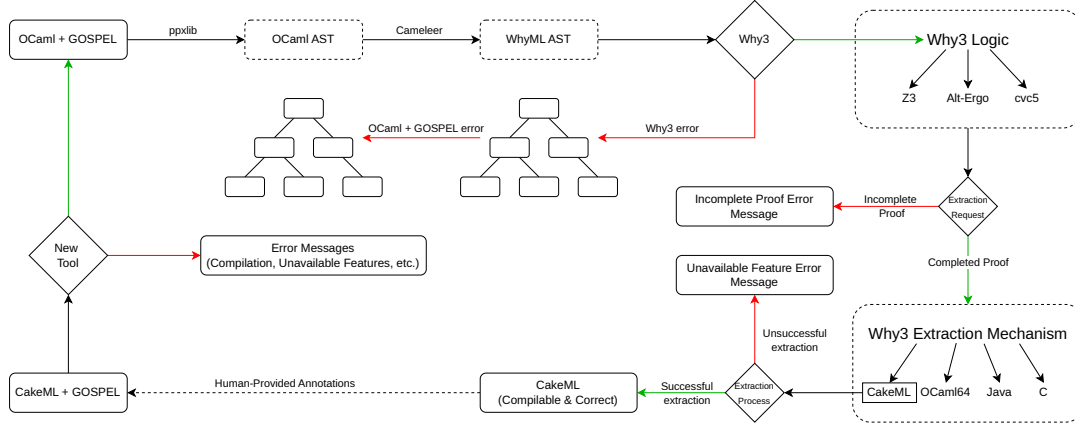 OCaml + GOSPEL
ppxlib
OCaml AST
Cameleer
WhyML AST
Why3
Why3 Logic
Z3
Alt-Ergo
cvc5
OCaml + GOSPEL error
Why3 error
Incomplete Proof Error
Message
Incomplete
Proof
Extraction
Request
New
Tool
Error Messages
(Compilation, Unavailable Features, etc.)
Unavailable Feature Error
Message
Completed Proof
Unsuccessful
extraction
Why3 Extraction Mechanism
CakeML
OCaml64
Java
C
CakeML + GOSPEL
Human-Provided Annotations
CakeML
(Compilable & Correct)
Successful
extraction
Extraction
Process